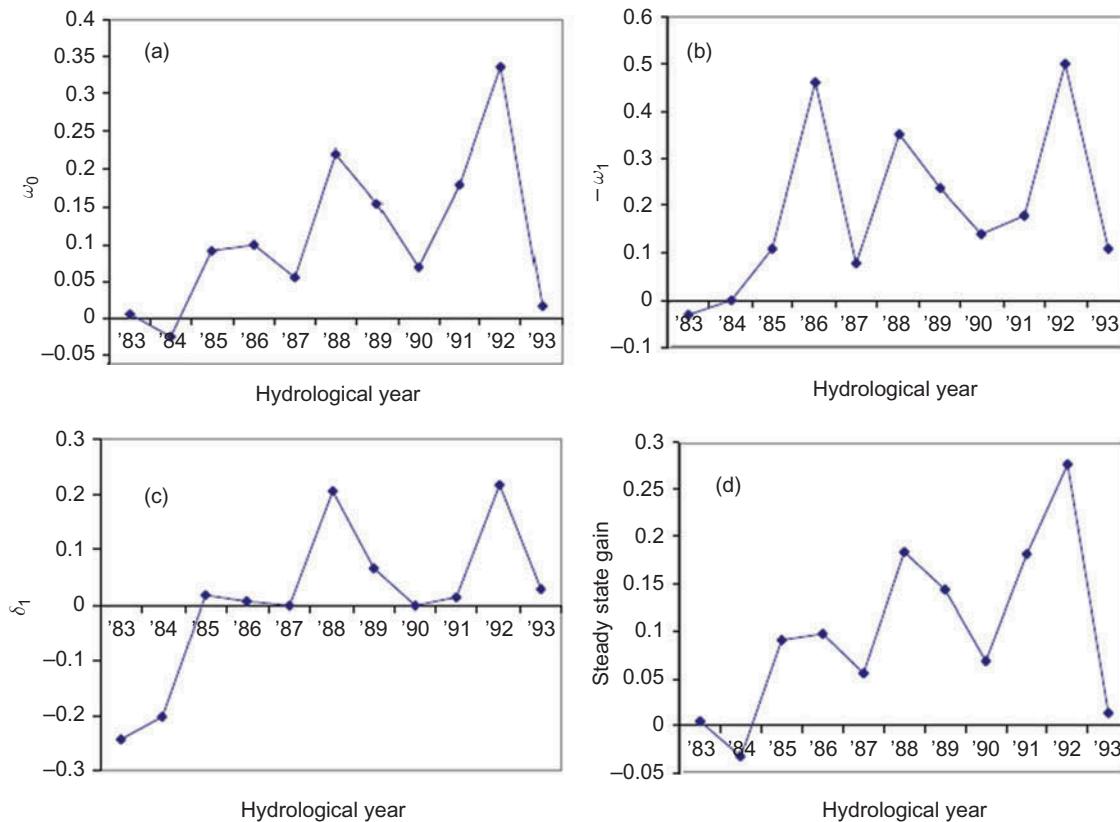 0.4
0.35
0.3
0.25
0.2
0.15
0.1
0.05
0
–0.05
ω0
(a)
'83 '84 '85 '86 '87 '88 '89 '90 '91 '92 '93
Hydrological year
0.6
0.5
0.4
0.3
0.2
0.1
0
–0.1
– ω1
(b)
'83 '84 '85 '86 '87 '88 '89 '90 '91 '92 '93
Hydrological year
0.3
0.2
0.1
0
–0.1
–0.2
–0.3
δ1
(c)
'83 '84 '85 '86 '87 '88 '89 '90 '91 '92 '93
Hydrological year
0.3
0.25
0.2
0.15
0.1
0.05
0
–0.05
Steady state gain
(d)
'83 '84 '85 '86 '87 '88 '89 '90 '91 '92 '93
Hydrological year